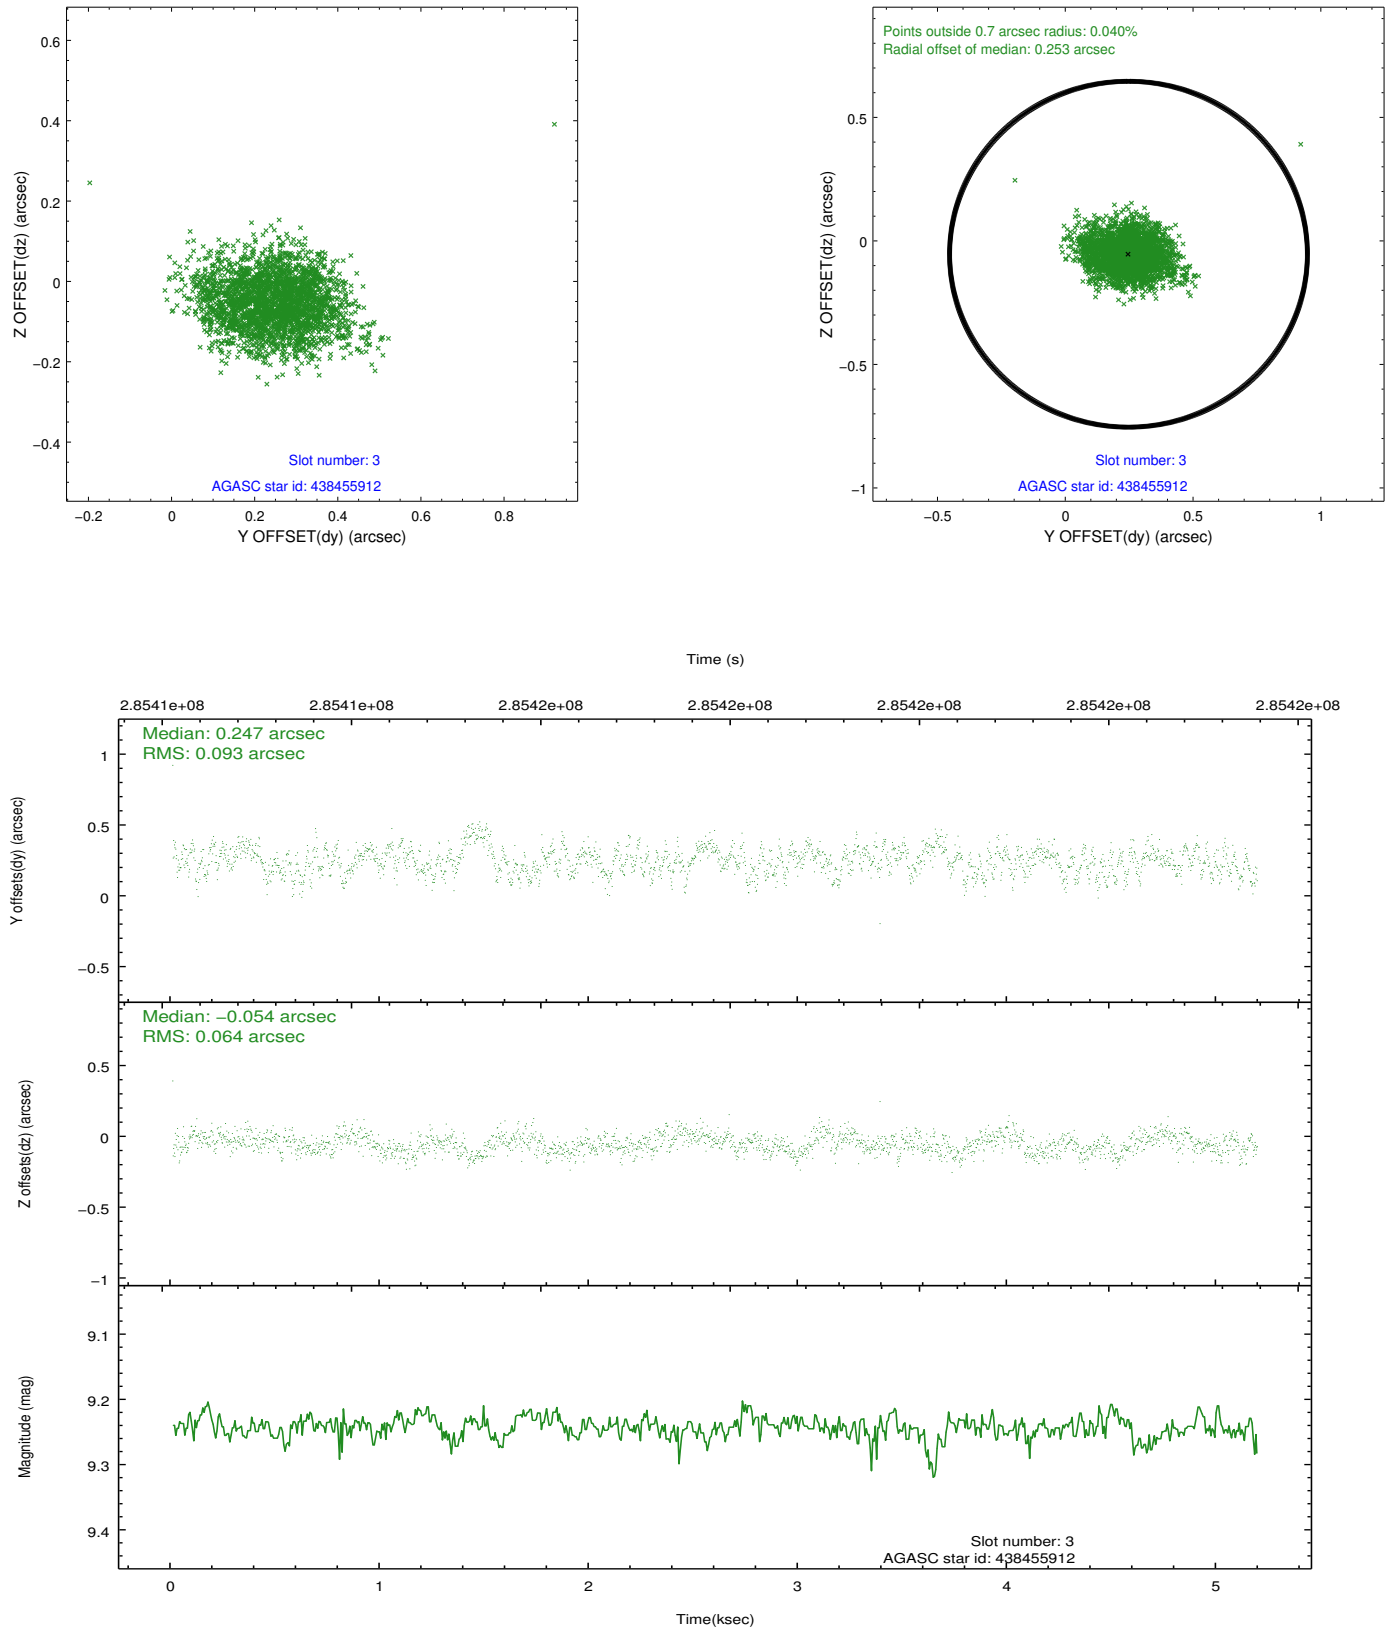 0.6
0.4
0.2
0
−0.2
−0.4
Z OFFSET(dz) (arcsec)
Slot number: 3
AGASC star id: 438455912
−0.2 0 0.2 0.4 0.6 0.8
Y OFFSET(dy) (arcsec)
Points outside 0.7 arcsec radius: 0.040%
Radial offset of median: 0.253 arcsec
0.5
0
−0.5
−1
Z OFFSET(dz) (arcsec)
Slot number: 3
AGASC star id: 438455912
−0.5 0 0.5 1
Y OFFSET(dy) (arcsec)
Time (s)
2.8541e+08 2.8541e+08 2.8542e+08 2.8542e+08 2.8542e+08 2.8542e+08 2.8542e+08
Median: 0.247 arcsec
RMS: 0.093 arcsec
1
0.5
0
−0.5
Y offsets(dy) (arcsec)
Median: −0.054 arcsec
RMS: 0.064 arcsec
0.5
0
−0.5
−1
Z offsets(dz) (arcsec)
9.1
9.2
9.3
9.4
Magnitude (mag)
Slot number: 3
AGASC star id: 438455912
0 1 2 3 4 5
Time(ksec)